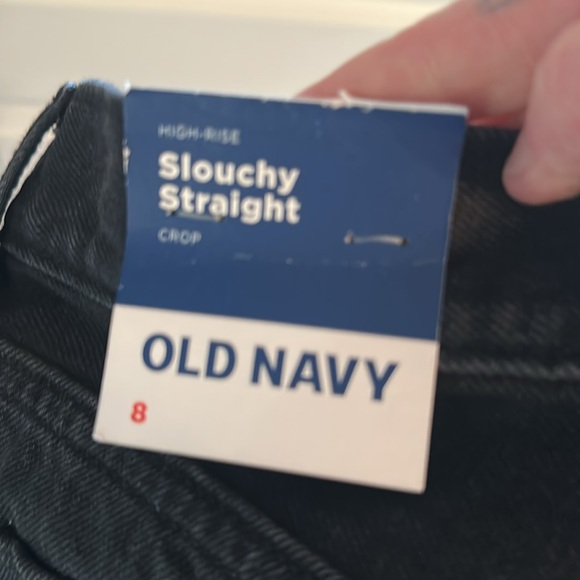 HIGH-RISE
Slouchy
Straight
CROP
OLD NAVY
8